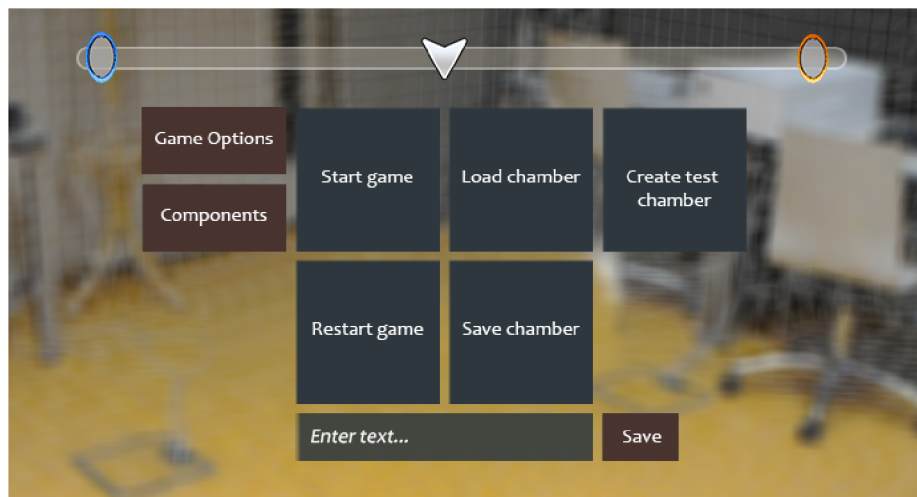 Game Options
Components
Start game
Load chamber
Create test
chamber
Restart game
Save chamber
Enter text...
Save